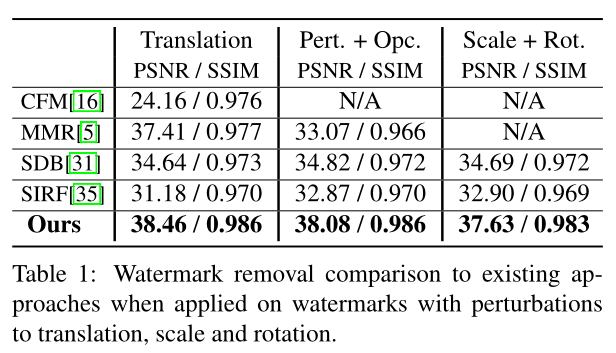 Translation Pert. + Opc. Scale + Rot.
PSNR / SSIM PSNR / SSIM PSNR / SSIM
CFM[16] 24.16 / 0.976 N/A N/A
MMR[5] 37.41 / 0.977 33.07 / 0.966 N/A
SDB[31] 34.64 / 0.973 34.82 / 0.972 34.69 / 0.972
SIRF[35] 31.18 / 0.970 32.87 / 0.970 32.90 / 0.969
Ours 38.46 / 0.986 38.08 / 0.986 37.63 / 0.983
Table 1: Watermark removal comparison to existing ap-
proaches when applied on watermarks with perturbations
to translation, scale and rotation.